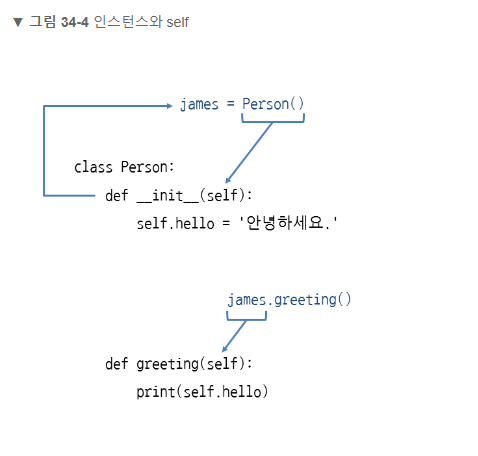 ▼ 그림 34-4 인스턴스와 self
james = Person()
class Person:
def __init__(self):
self.hello = '안녕하세요.'
james.greeting()
def greeting(self):
print(self.hello)